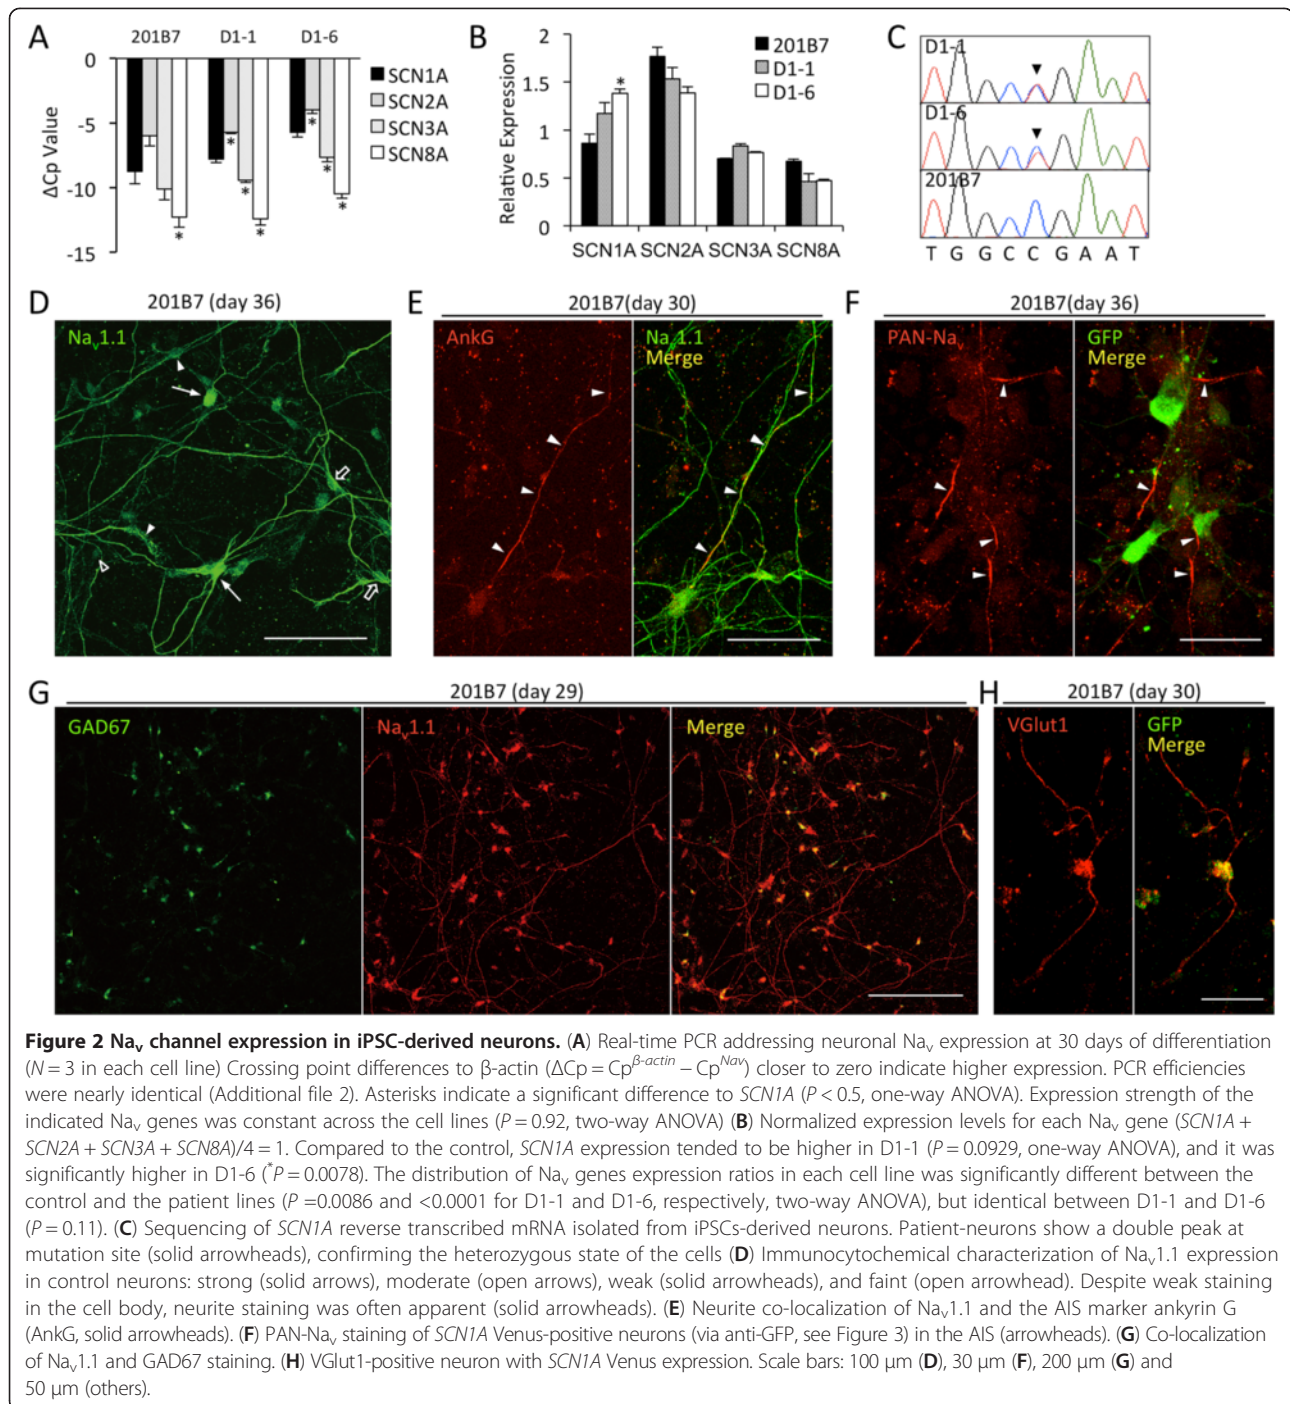 A
201B7 D1-1 D1-6
0
-5
-10
-15
ΔCp Value
* * * * * * *
SCN1A
SCN2A
SCN3A
SCN8A
B
2
1.5
1
0.5
0
Relative Expression
*
201B7
D1-1
D1-6
SCN1A SCN2A SCN3A SCN8A
C
D1-1
D1-6
201B7
T G G C C G A A T
D
201B7 (day 36)
Nav1.1
E
201B7(day 30)
AnkG
Nav1.1
Merge
F
201B7(day 36)
PAN-Na
GFP
Merge
G
201B7 (day 29)
GAD67
Nav1.1
Merge
H
201B7 (day 30)
VGlut1
GFP
Merge
Figure 2 Nav channel expression in iPSC-derived neurons. (A) Real-time PCR addressing neuronal Nav expression at 30 days of differentiation
(N = 3 in each cell line) Crossing point differences to β-actin (ΔCp = Cp^β-actin − Cp^Nav) closer to zero indicate higher expression. PCR efficiencies
were nearly identical (Additional file 2). Asterisks indicate a significant difference to SCN1A (P < 0.5, one-way ANOVA). Expression strength of the
indicated Nav genes was constant across the cell lines (P = 0.92, two-way ANOVA) (B) Normalized expression levels for each Nav gene (SCN1A +
SCN2A + SCN3A + SCN8A)/4 = 1. Compared to the control, SCN1A expression tended to be higher in D1-1 (P = 0.0929, one-way ANOVA), and it was
significantly higher in D1-6 (*P = 0.0078). The distribution of Nav genes expression ratios in each cell line was significantly different between the
control and the patient lines (P =0.0086 and <0.0001 for D1-1 and D1-6, respectively, two-way ANOVA), but identical between D1-1 and D1-6
(P = 0.11). (C) Sequencing of SCN1A reverse transcribed mRNA isolated from iPSCs-derived neurons. Patient-neurons show a double peak at
mutation site (solid arrowheads), confirming the heterozygous state of the cells (D) Immunocytochemical characterization of Nav1.1 expression
in control neurons: strong (solid arrows), moderate (open arrows), weak (solid arrowheads), and faint (open arrowhead). Despite weak staining
in the cell body, neurite staining was often apparent (solid arrowheads). (E) Neurite co-localization of Nav1.1 and the AIS marker ankyrin G
(AnkG, solid arrowheads). (F) PAN-Nav staining of SCN1A Venus-positive neurons (via anti-GFP, see Figure 3) in the AIS (arrowheads). (G) Co-localization
of Nav1.1 and GAD67 staining. (H) VGlut1-positive neuron with SCN1A Venus expression. Scale bars: 100 μm (D), 30 μm (F), 200 μm (G) and
50 μm (others).